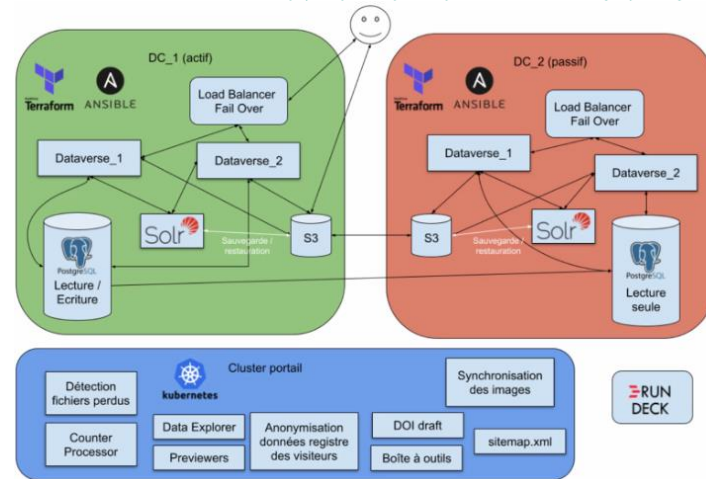 DC_1 (actif)
DC_2 (passif)
Terraform
ANSIBLE
Load Balancer
Fail Over
Terraform
ANSIBLE
Load Balancer
Fail Over
Dataverse_1
Dataverse_2
Dataverse_1
Dataverse_2
Solr
Sauvegarde /
restauration
S3
S3
Sauvegarde /
restauration
Solr
PostgreSQL
Lecture /
Ecriture
PostgreSQL
Lecture
seule
Cluster portail
kubernetes
Détection
fichiers perdus
Synchronisation
des images
RUN
DECK
Counter
Processor
Data Explorer
Previewers
Anonymisation
données registre
des visiteurs
DOI draft
Boîte à outils
sitemap.xml